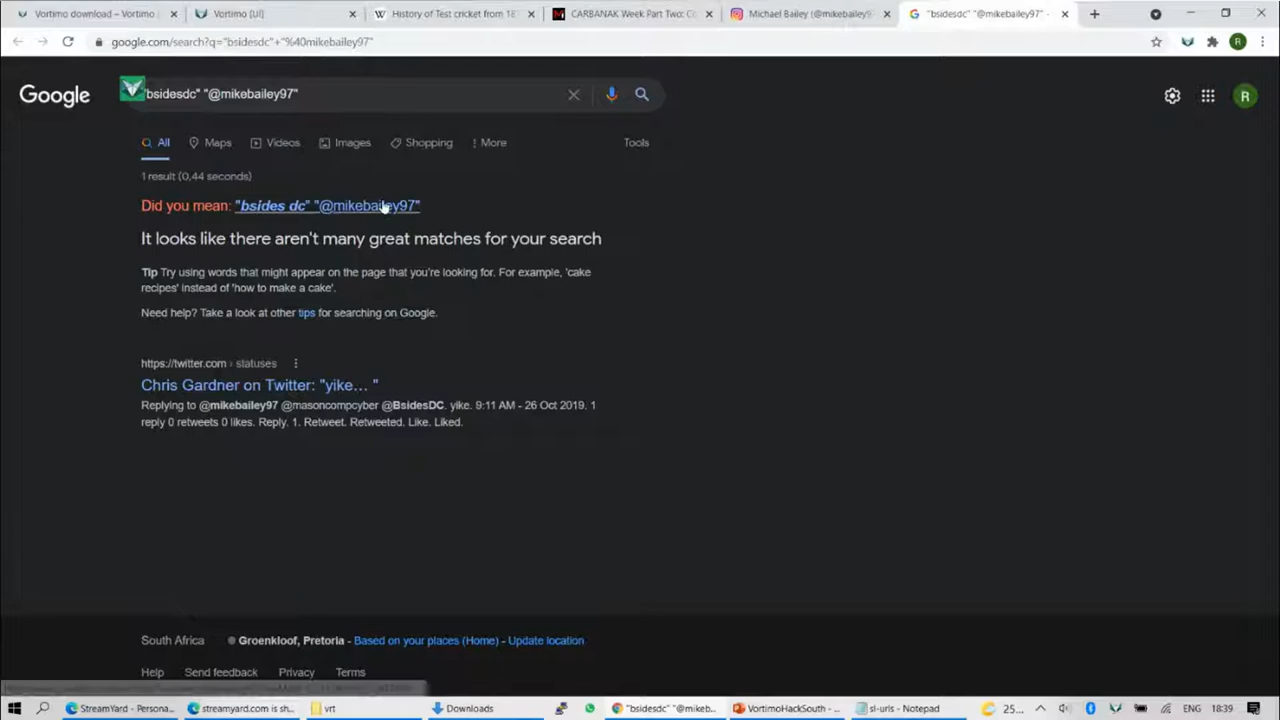 Vortimo download – Vortimo |
Vortimo [UI]
History of Test cricket from 18
CARBANAK Week Part Two: Co
Michael Bailey (@mikebailey9
"bsidesdc" "@mikebailey97" -
google.com/search?q="bsidesdc"+"%40mikebailey97"
R
Google
bsidesdc" "@mikebailey97"
R
All
Maps
Videos
Images
Shopping
More
Tools
1 result (0,44 seconds)
Did you mean: "bsides dc" "@mikebailey97"
It looks like there aren't many great matches for your search
Tip Try using words that might appear on the page that you're looking for. For example, 'cake
recipes' instead of 'how to make a cake'.
Need help? Take a look at other tips for searching on Google.
https://twitter.com › statuses
Chris Gardner on Twitter: "yike… "
Replying to @mikebailey97 @masoncompcyber @BsidesDC. yike. 9:11 AM - 26 Oct 2019. 1
reply 0 retweets 0 likes. Reply. 1. Retweet. Retweeted. Like. Liked.
South Africa
Groenkloof, Pretoria - Based on your places (Home) - Update location
Help
Send feedback
Privacy
Terms
StreamYard - Persona...
streamyard.com is sh...
vrt
Downloads
"bsidesdc" "@mikeb...
VortimoHackSouth - ...
sl-urls - Notepad
25...
ENG
18:39